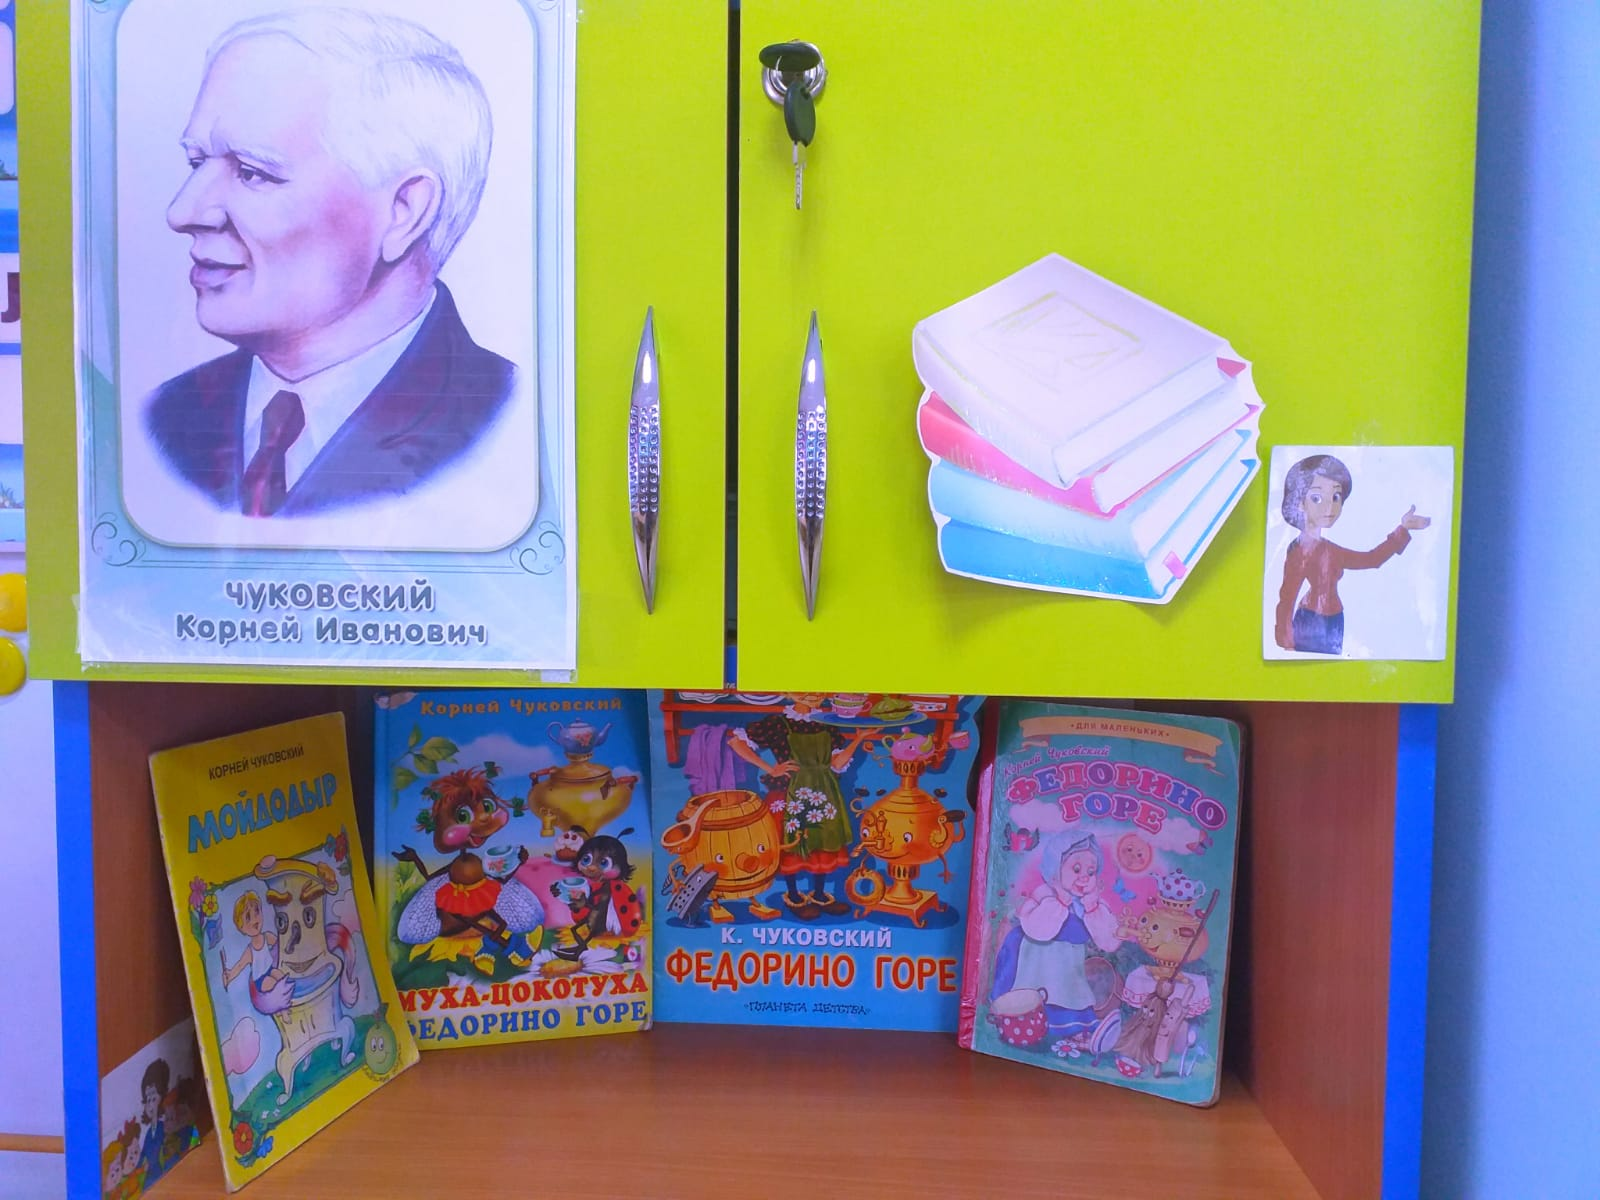 Л
ЧУКОВСКИЙ
Корней Иванович
КОРНЕЙ ЧУКОВСКИЙ
МОЙДОДЫР
Корней Чуковский
МУХА-ЦОКОТУХА
ФЕДОРИНО ГОРЕ
К. ЧУКОВСКИЙ
ФЕДОРИНО ГОРЕ
«ПЛАНЕТА ДЕТСТВА»
•ДЛЯ МАЛЕНЬКИХ•
Корней Чуковский
ФЕДОРИНО
ГОРЕ